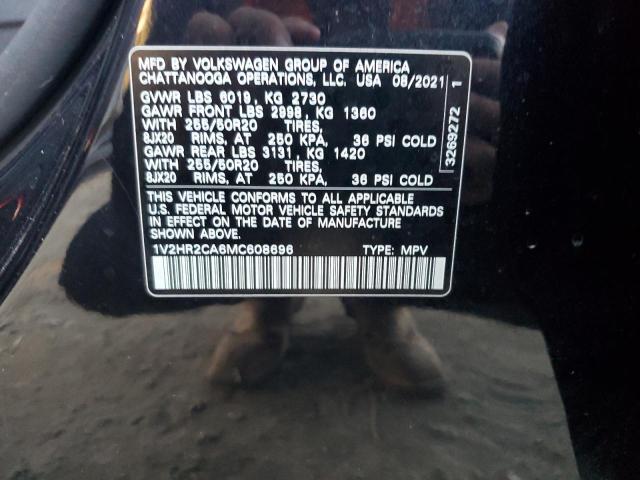 MFD BY VOLKSWAGEN GROUP OF AMERICA
CHATTANOOGA OPERATIONS, LLC. USA 08/2021
GVWR LBS 6019, KG 2730
GAWR FRONT LBS 2998, KG 1360
WITH 255/50R20 TIRES,
8JX20 RIMS, AT 250 KPA, 36 PSI COLD
GAWR REAR LBS 3131, KG 1420
WITH 255/50R20 TIRES,
8JX20 RIMS, AT 250 KPA, 36 PSI COLD
THIS VEHICLE CONFORMS TO ALL APPLICABLE
U.S. FEDERAL MOTOR VEHICLE SAFETY STANDARDS
IN EFFECT ON THE DATE OF MANUFACTURE
SHOWN ABOVE.
1V2HR2CA6MC608696 TYPE: MPV
3269272 1